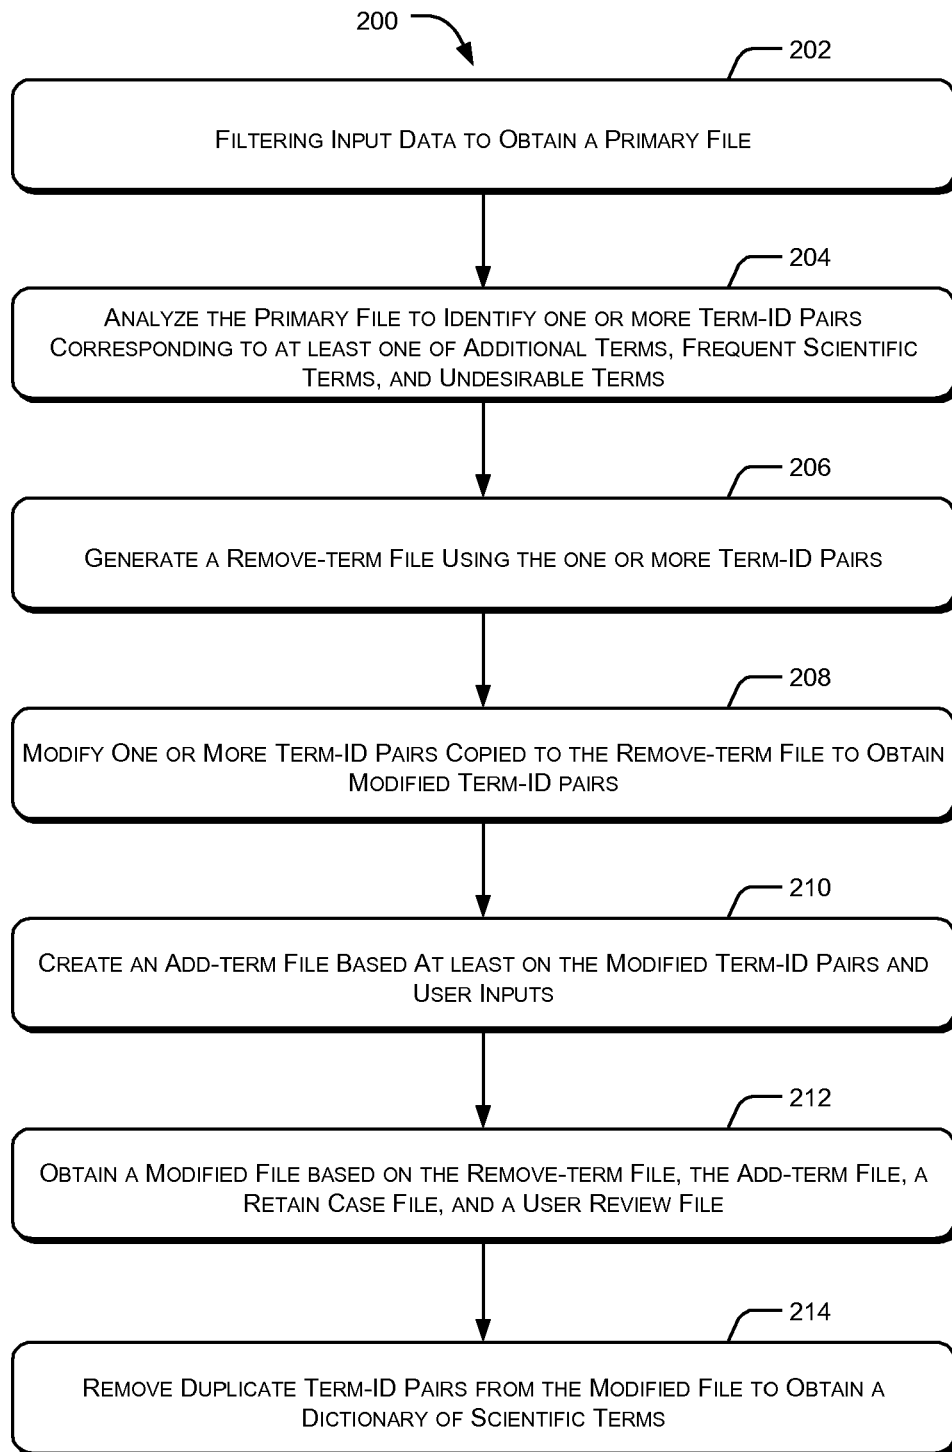 200
202
FILTERING INPUT DATA TO OBTAIN A PRIMARY FILE
204
ANALYZE THE PRIMARY FILE TO IDENTIFY ONE OR MORE TERM-ID PAIRS
CORRESPONDING TO AT LEAST ONE OF ADDITIONAL TERMS, FREQUENT SCIENTIFIC
TERMS, AND UNDESIRABLE TERMS
206
GENERATE A REMOVE-TERM FILE USING THE ONE OR MORE TERM-ID PAIRS
208
MODIFY ONE OR MORE TERM-ID PAIRS COPIED TO THE REMOVE-TERM FILE TO OBTAIN
MODIFIED TERM-ID PAIRS
210
CREATE AN ADD-TERM FILE BASED AT LEAST ON THE MODIFIED TERM-ID PAIRS AND
USER INPUTS
212
OBTAIN A MODIFIED FILE BASED ON THE REMOVE-TERM FILE, THE ADD-TERM FILE, A
RETAIN CASE FILE, AND A USER REVIEW FILE
214
REMOVE DUPLICATE TERM-ID PAIRS FROM THE MODIFIED FILE TO OBTAIN A
DICTIONARY OF SCIENTIFIC TERMS